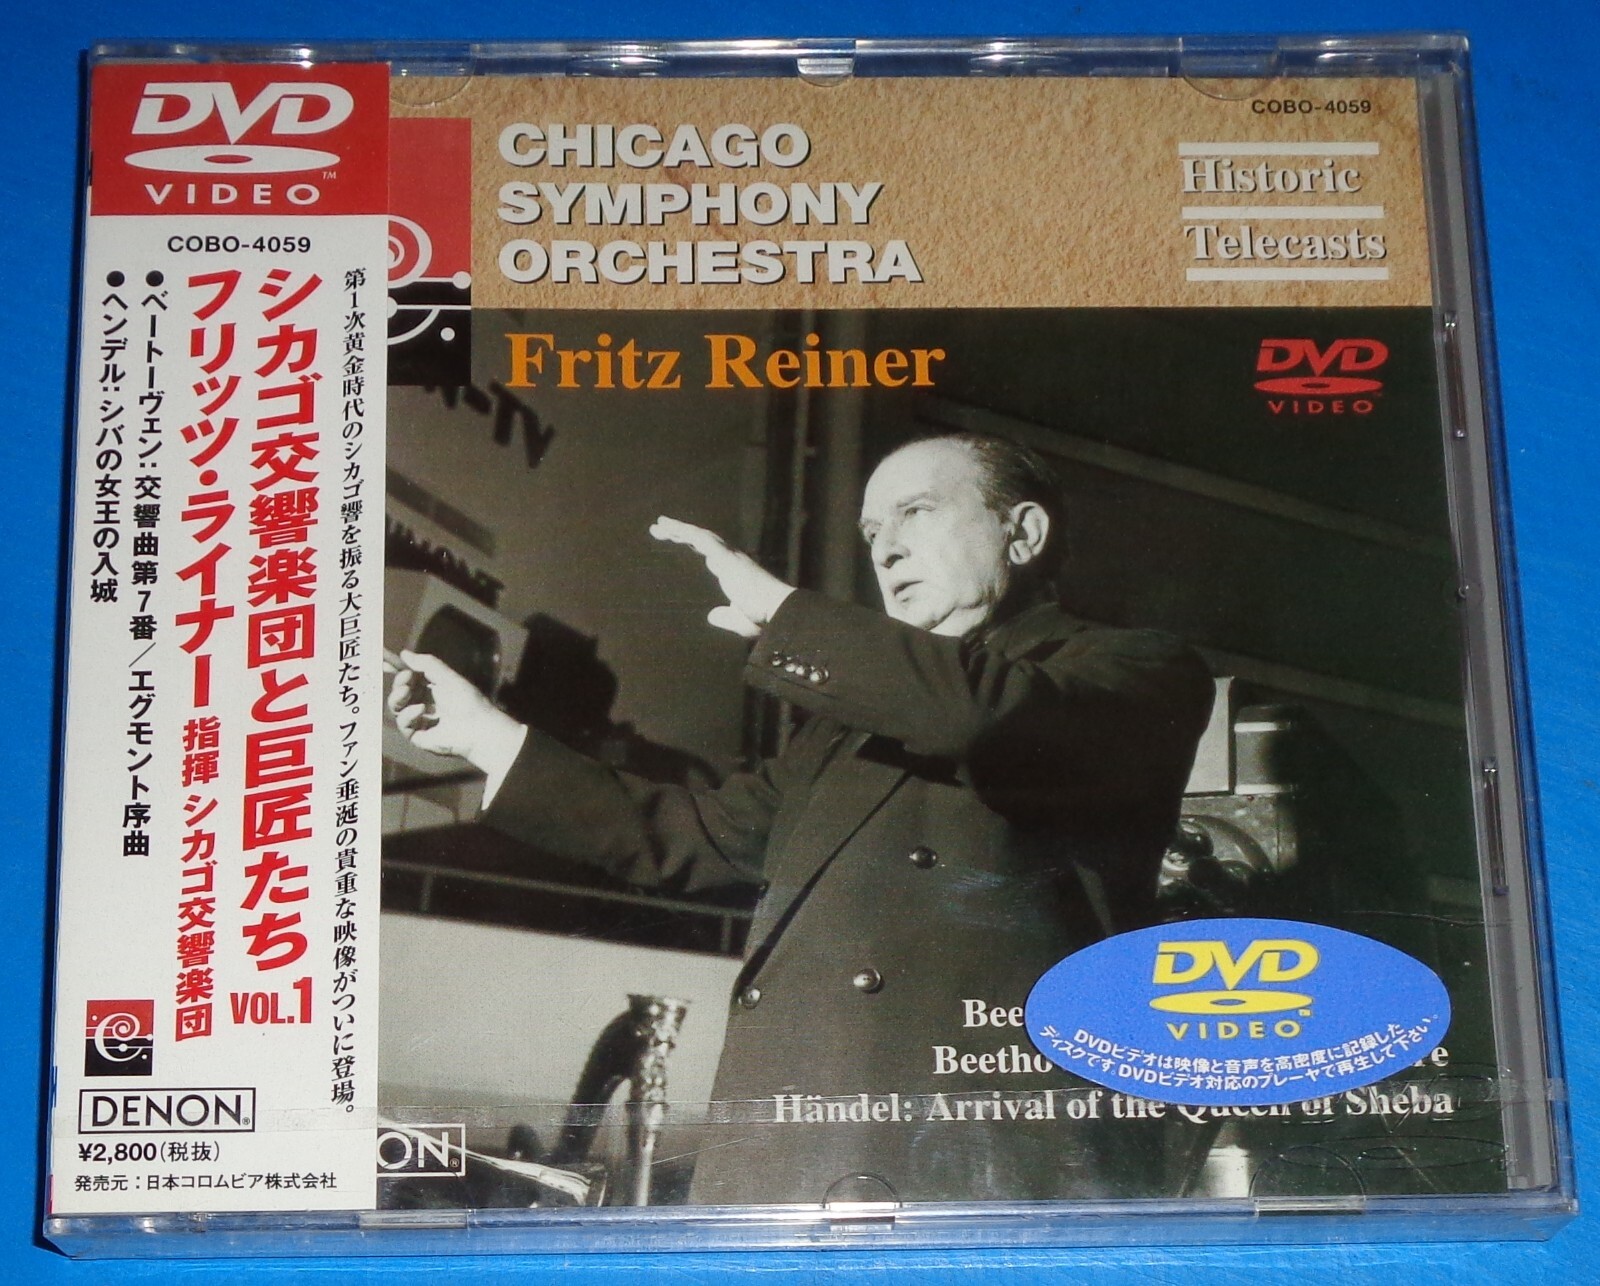 DVD
VIDEO
COBO-4059
第1次黄金時代のシカゴ響を振る大巨匠たち。ファン垂涎の貴重な映像がついに登場。
シカゴ交響楽団と巨匠たち VOL.1
フリッツ・ライナー 指揮 シカゴ交響楽団
●ベートーヴェン:交響曲第7番/エグモント序曲
●ヘンデル:シバの女王の入城
DENON
¥2,800(税抜)
発売元:日本コロムビア株式会社
COBO-4059
CHICAGO
SYMPHONY
ORCHESTRA
Historic
Telecasts
Fritz Reiner
DVD
VIDEO
DVD
VIDEO
DVDビデオは映像と音声を高密度に記録した
ディスクです。DVDビデオ対応のプレーヤで再生して下さい。
Händel: Arrival of the Queen of Sheba